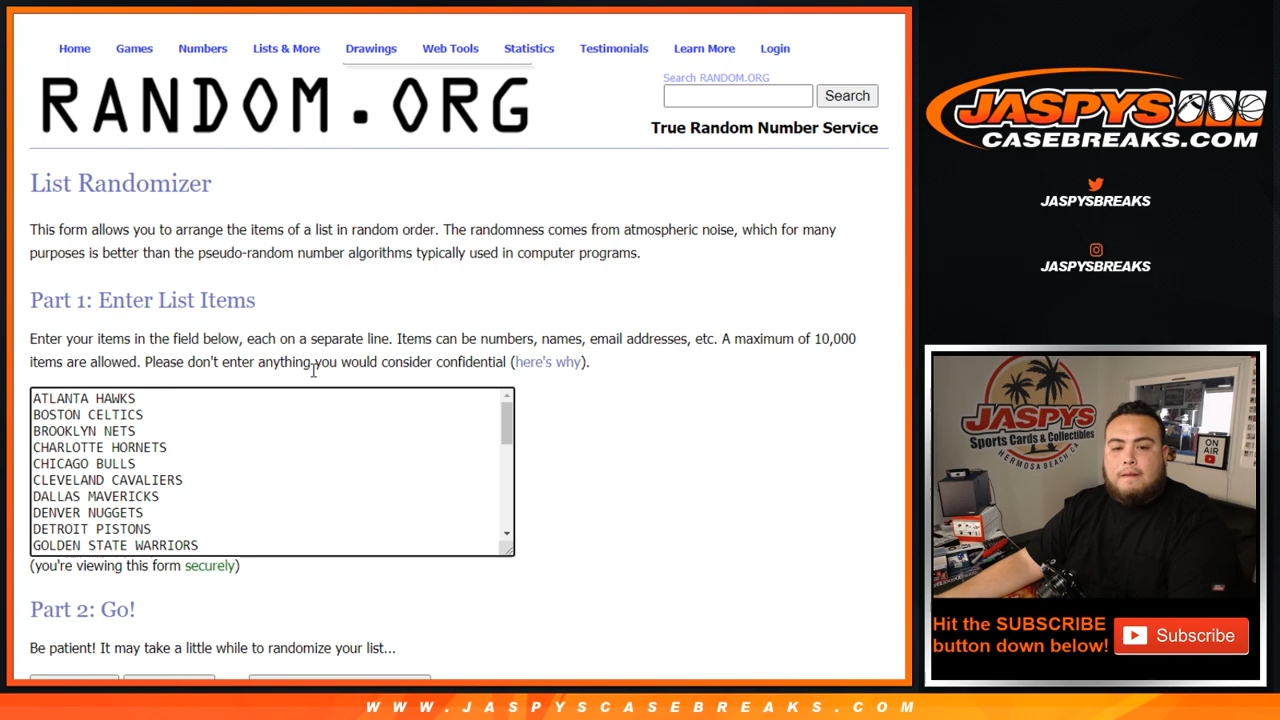 Home Games Numbers Lists & More Drawings Web Tools Statistics Testimonials Learn More Login
RANDOM.ORG
Search RANDOM.ORG
Search
True Random Number Service
List Randomizer
This form allows you to arrange the items of a list in random order. The randomness comes from atmospheric noise, which for many
purposes is better than the pseudo-random number algorithms typically used in computer programs.
Part 1: Enter List Items
Enter your items in the field below, each on a separate line. Items can be numbers, names, email addresses, etc. A maximum of 10,000
items are allowed. Please don't enter anything you would consider confidential (here's why).
ATLANTA HAWKS
BOSTON CELTICS
BROOKLYN NETS
CHARLOTTE HORNETS
CHICAGO BULLS
CLEVELAND CAVALIERS
DALLAS MAVERICKS
DENVER NUGGETS
DETROIT PISTONS
GOLDEN STATE WARRIORS
(you're viewing this form securely)
Part 2: Go!
Be patient! It may take a little while to randomize your list...
JASPYS
CASEBREAKS.COM
JASPYSBREAKS
JASPYSBREAKS
JASPYS
Sports Cards & Collectibles
HERMOSA BEACH, CA
ON AIR
Hit the SUBSCRIBE
button down below!
Subscribe
WWW.JASPYSCASEBREAKS.COM